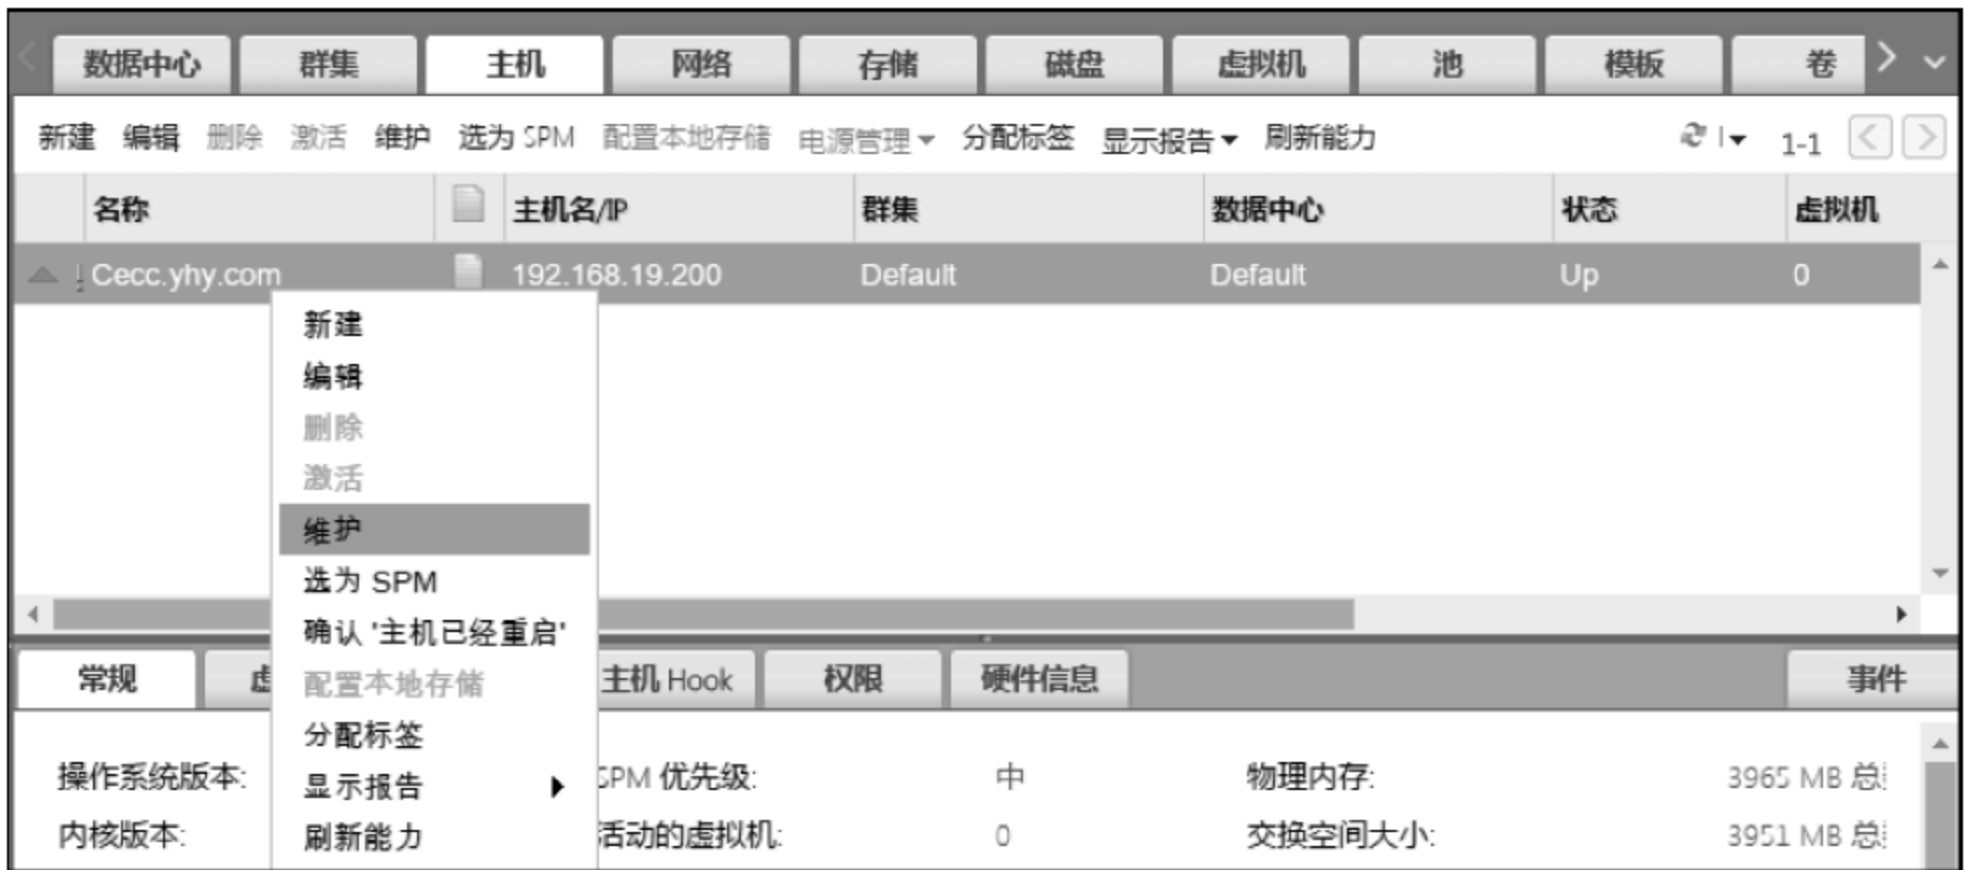 数据中心 群集 主机 网络 存储 磁盘 虚拟机 池 模板 卷
新建 编辑 删除 激活 维护 选为 SPM 配置本地存储 电源管理 分配标签 显示报告 刷新能力 1-1
名称 主机名/IP 群集 数据中心 状态 虚拟机
Cecc.yhy.com 192.168.19.200 Default Default Up 0
新建
编辑
删除
激活
维护
选为 SPM
确认 '主机已经重启'
配置本地存储
分配标签
显示报告
刷新能力
常规 主机 Hook 权限 硬件信息 事件
操作系统版本: SPM 优先级: 中 物理内存: 3965 MB 总
内核版本: 活动的虚拟机: 0 交换空间大小: 3951 MB 总